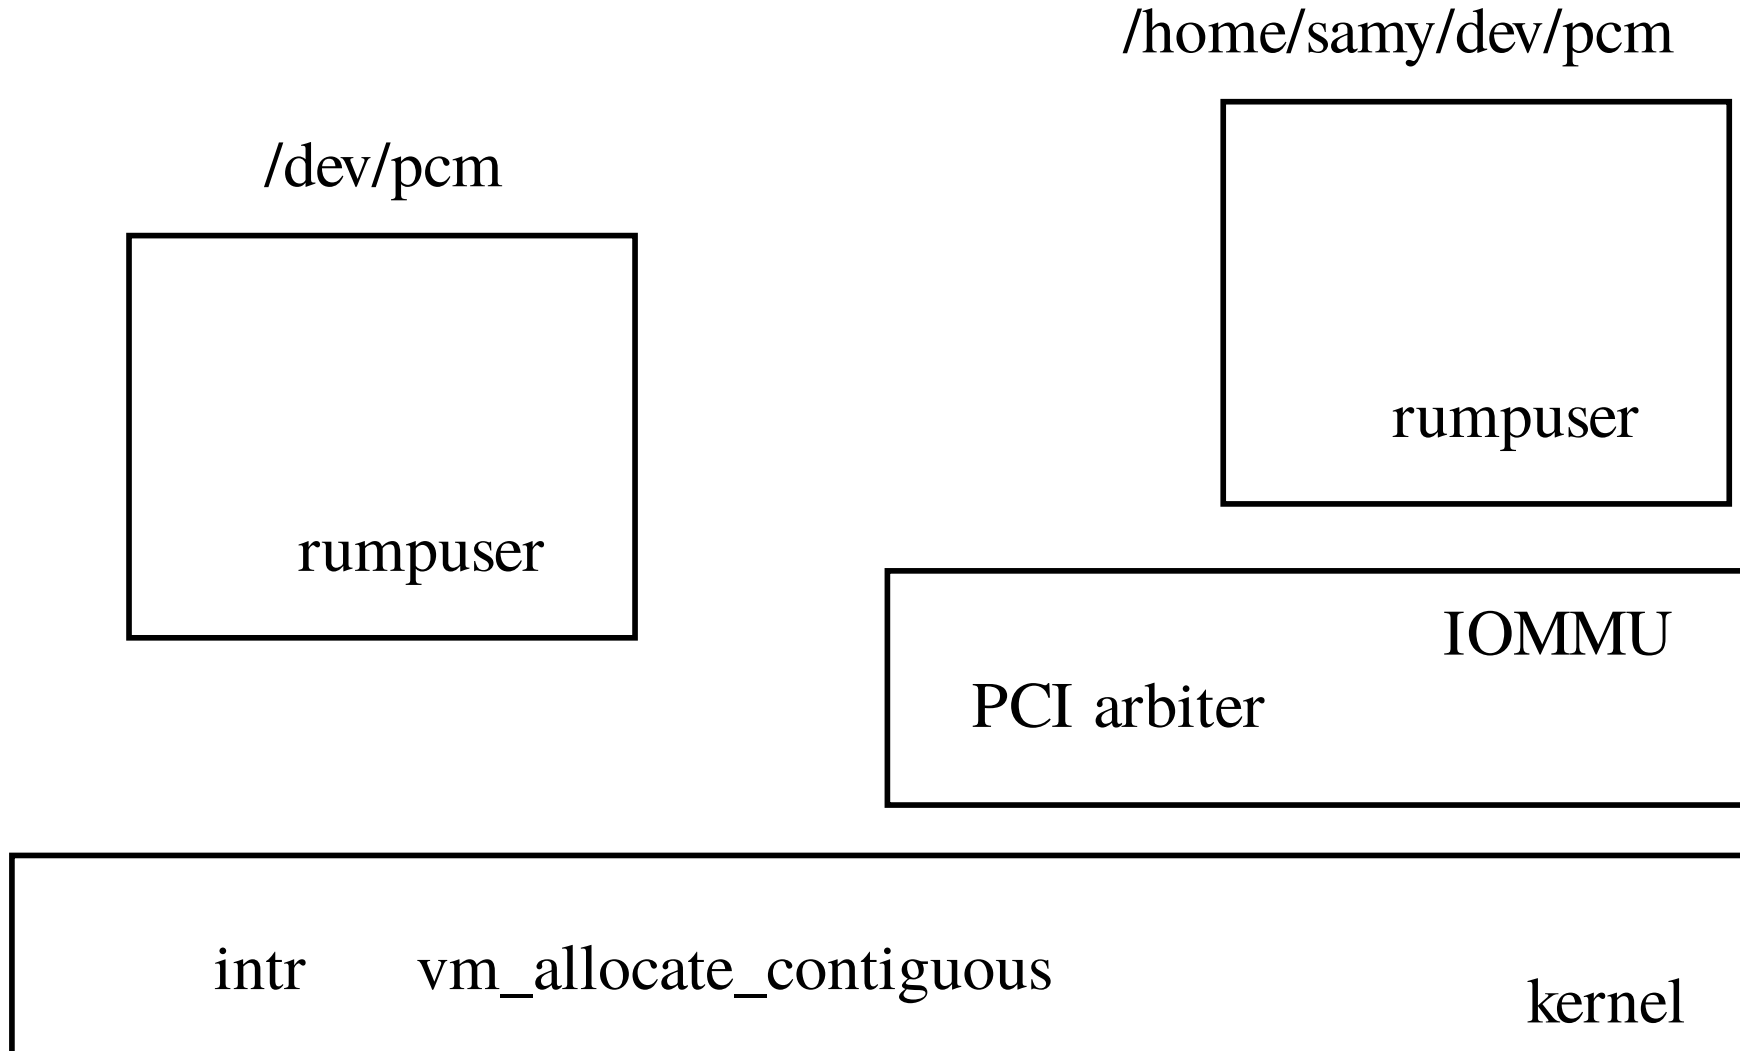 /home/samy/dev/pcm
/dev/pcm
rumpuser
rumpuser
IOMMU
PCI arbiter
intr vm_allocate_contiguous
kernel